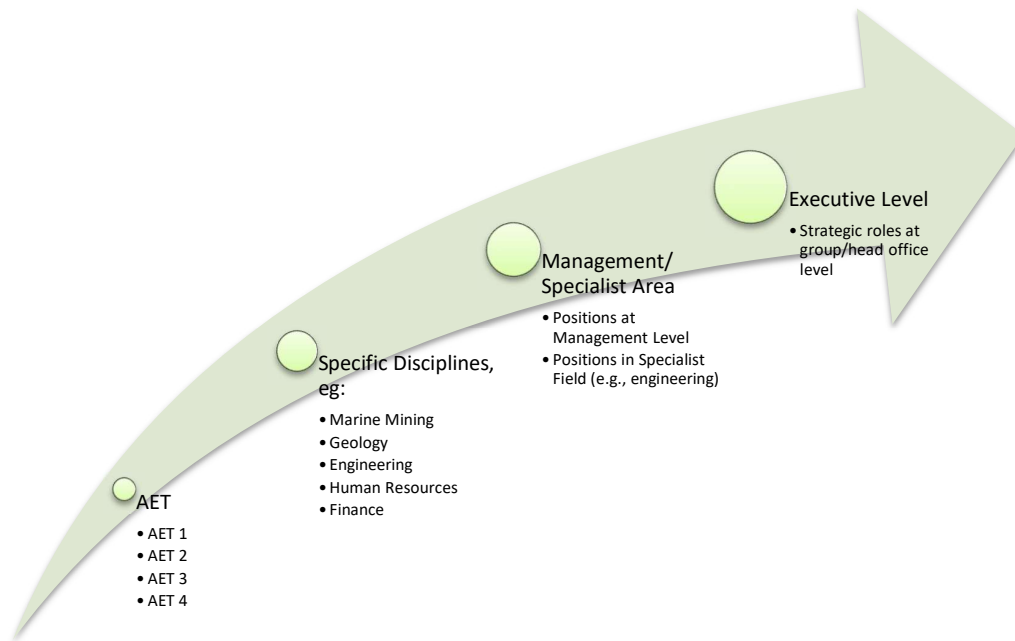 AET
• AET 1
• AET 2
• AET 3
• AET 4
Specific Disciplines,
eg:
• Marine Mining
• Geology
• Engineering
• Human Resources
• Finance
Management/
Specialist Area
• Positions at
Management Level
• Positions in Specialist
Field (e.g., engineering)
Executive Level
• Strategic roles at
group/head office
level